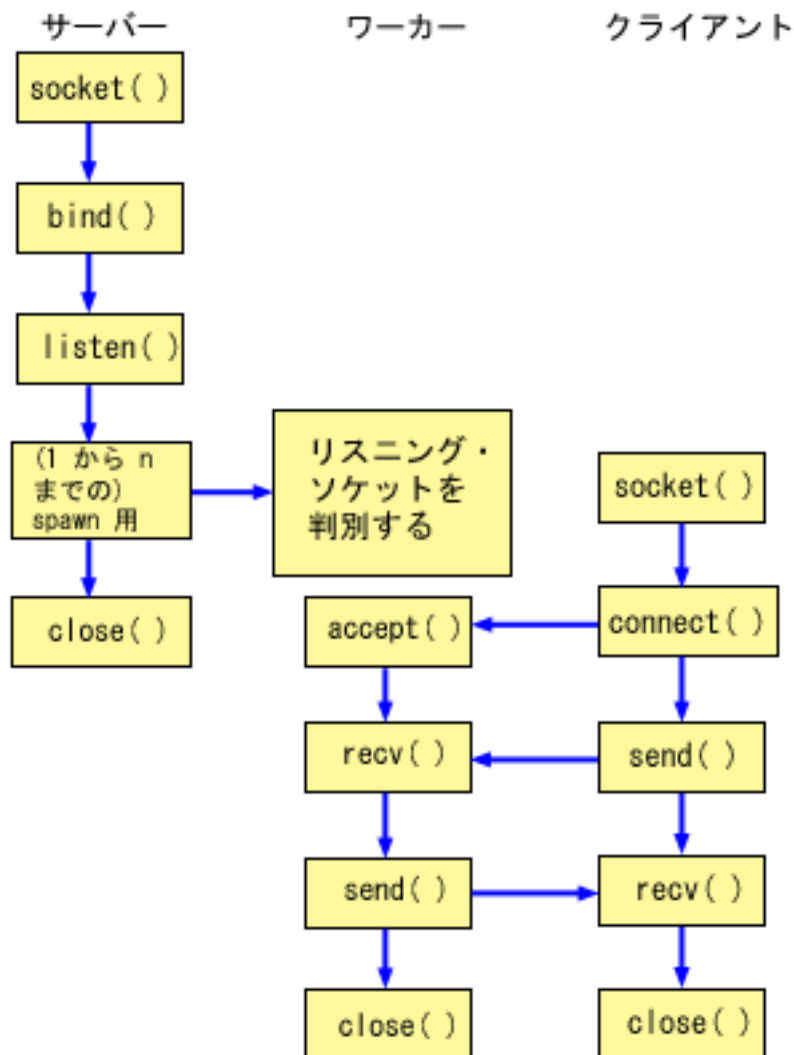 サーバー
ワーカー
クライアント
socket( )
bind( )
listen( )
(1 から n
までの)
spawn 用
close( )
リスニング・
ソケットを
判別する
accept( )
recv( )
send( )
close( )
socket( )
connect( )
send( )
recv( )
close( )